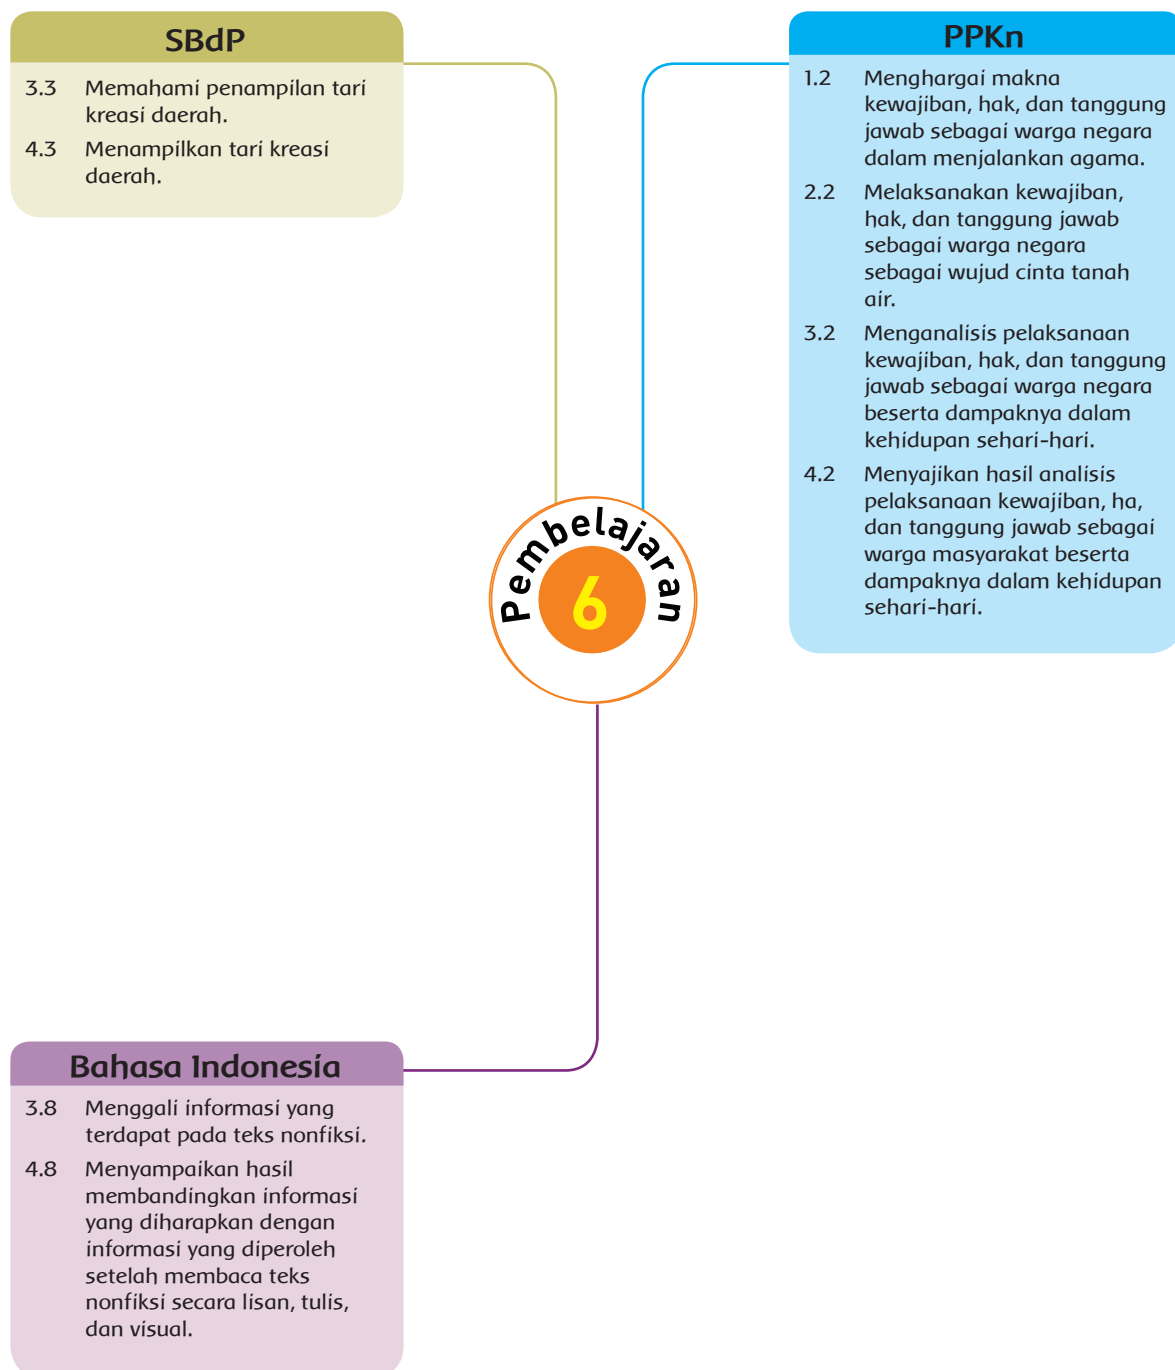 SBdP
3.3 Memahami penampilan tari
kreasi daerah.
4.3 Menampilkan tari kreasi
daerah.
PPKn
1.2 Menghargai makna
kewajiban, hak, dan tanggung
jawab sebagai warga negara
dalam menjalankan agama.
2.2 Melaksanakan kewajiban,
hak, dan tanggung jawab
sebagai warga negara
sebagai wujud cinta tanah
air.
3.2 Menganalisis pelaksanaan
kewajiban, hak, dan tanggung
jawab sebagai warga negara
beserta dampaknya dalam
kehidupan sehari-hari.
4.2 Menyajikan hasil analisis
pelaksanaan kewajiban, ha,
dan tanggung jawab sebagai
warga masyarakat beserta
dampaknya dalam kehidupan
sehari-hari.
Pembelajaran
6
Bahasa Indonesia
3.8 Menggali informasi yang
terdapat pada teks nonfiksi.
4.8 Menyampaikan hasil
membandingkan informasi
yang diharapkan dengan
informasi yang diperoleh
setelah membaca teks
nonfiksi secara lisan, tulis,
dan visual.